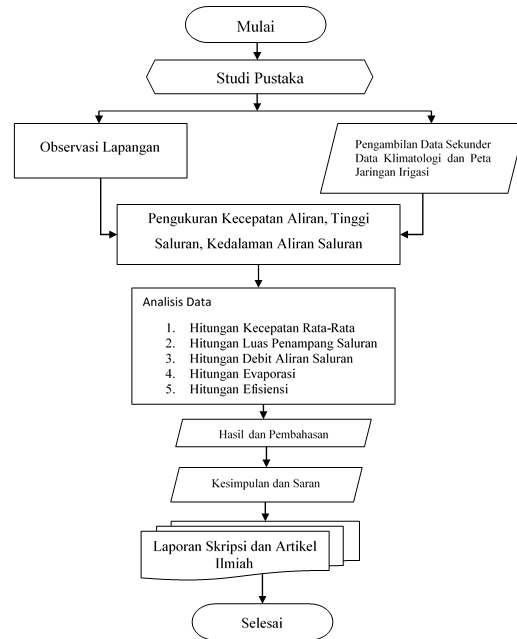 Mulai
Studi Pustaka
Observasi Lapangan
Pengambilan Data Sekunder
Data Klimatologi dan Peta
Jaringan Irigasi
Pengukuran Kecepatan Aliran, Tinggi
Saluran, Kedalaman Aliran Saluran
Analisis Data
1. Hitungan Kecepatan Rata-Rata
2. Hitungan Luas Penampang Saluran
3. Hitungan Debit Aliran Saluran
4. Hitungan Evaporasi
5. Hitungan Efisiensi
Hasil dan Pembahasan
Kesimpulan dan Saran
Laporan Skripsi dan Artikel
Ilmiah
Selesai